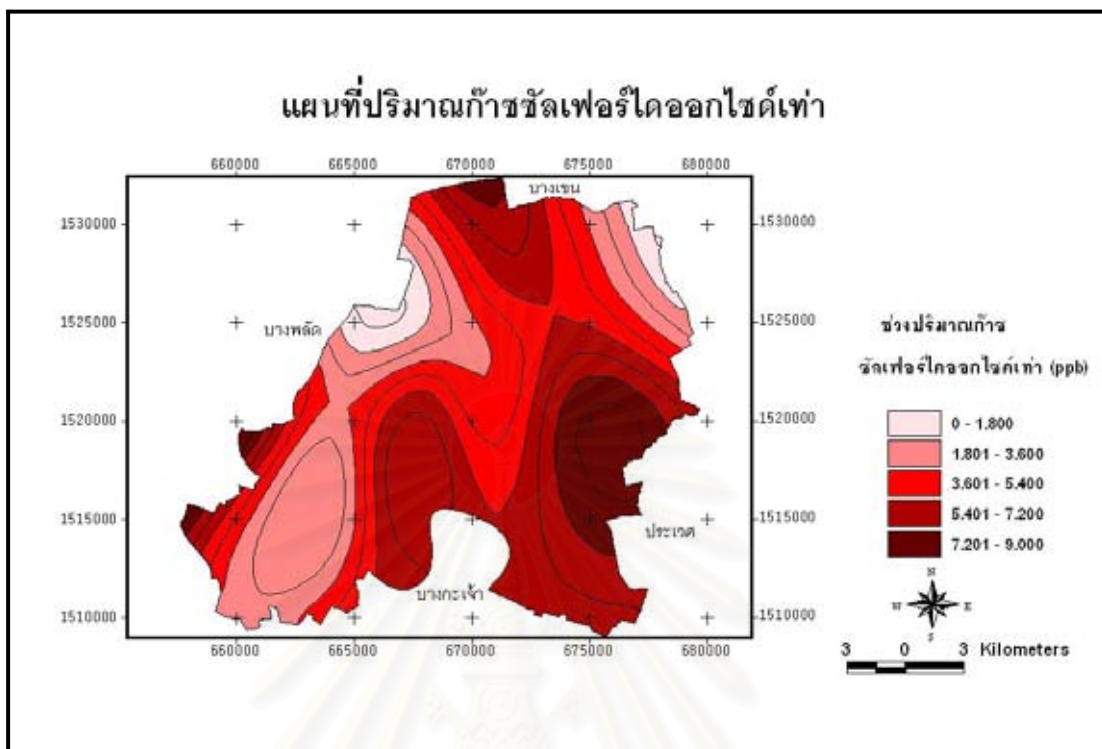 แผนที่ปริมาณก๊าซซัลเฟอร์ไดออกไซด์เท่า
660000 665000 670000 675000 680000
บางเขน
1530000 1530000
1525000 1525000
บางพลัด
1520000 1520000
1515000 1515000
ประเวศ
บางกะเจ้า
1510000 1510000
660000 665000 670000 675000 680000
ช่วงปริมาณก๊าซ
ซัลเฟอร์ไดออกไซด์เท่า (ppb)
0 - 1.800
1.801 - 3.600
3.601 - 5.400
5.401 - 7.200
7.201 - 9.000
N
W E
S
3 0 3 Kilometers